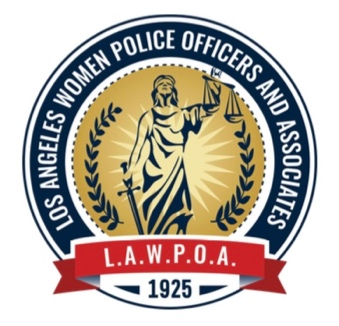 LOS ANGELES WOMEN POLICE OFFICERS AND ASSOCIATES
L.A.W.P.O.A.
1925